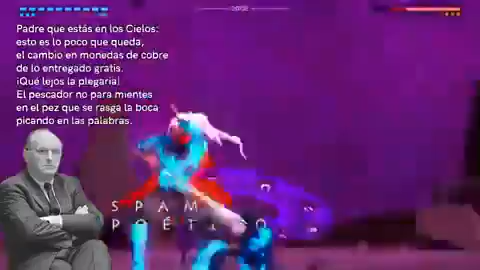 Padre que estás en los Cielos:
esto es lo poco que queda,
el cambio en monedas de cobre
de lo entregado gratis.
¡Qué lejos la plegaria!
El pescador no para mientes
en el pez que se rasga la boca
picando en las palabras.
SPAM
POÉTICO